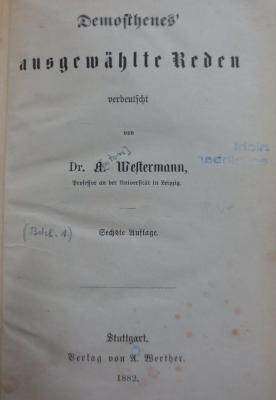 Demosthenes'
ausgewählte Reden
verdeutscht
von
Dr. A. Westermann,
Professor an der Universität in Leipzig.
Sechste Auflage.
(Bdch. 1.)
Stuttgart.
Verlag von A. Werther.
1882.